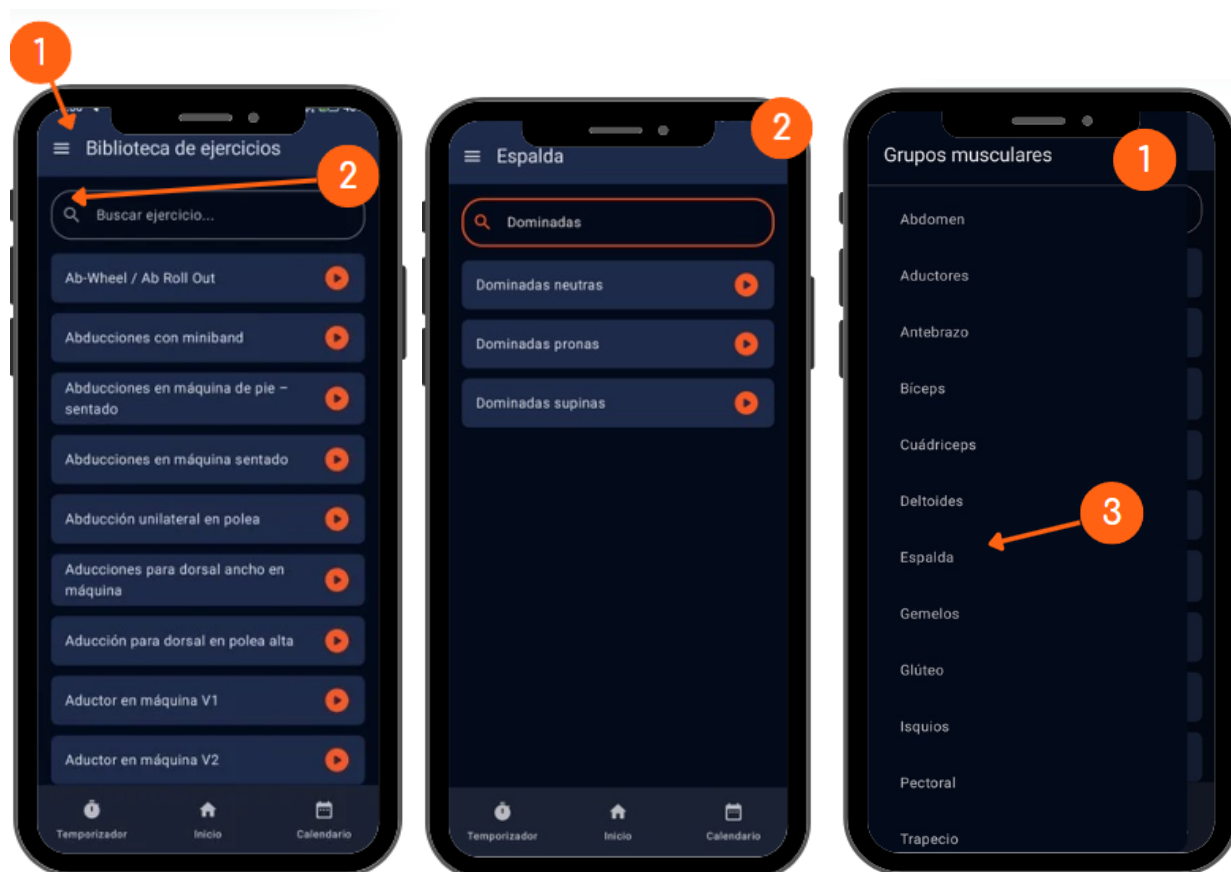 1
Biblioteca de ejercicios
2
Buscar ejercicio...
Ab-Wheel / Ab Roll Out
Abducciones con miniband
Abducciones en máquina de pie –
sentado
Abducciones en máquina sentado
Abducción unilateral en polea
Aducciones para dorsal ancho en
máquina
Aducción para dorsal en polea alta
Aductor en máquina V1
Aductor en máquina V2
Temporizador
Inicio
Calendario
2
Espalda
Dominadas
Dominadas neutras
Dominadas pronas
Dominadas supinas
Temporizador
Inicio
Calendario
Grupos musculares
1
Abdomen
Aductores
Antebrazo
Bíceps
Cuádriceps
Deltoides
3
Espalda
Gemelos
Glúteo
Isquios
Pectoral
Trapecio